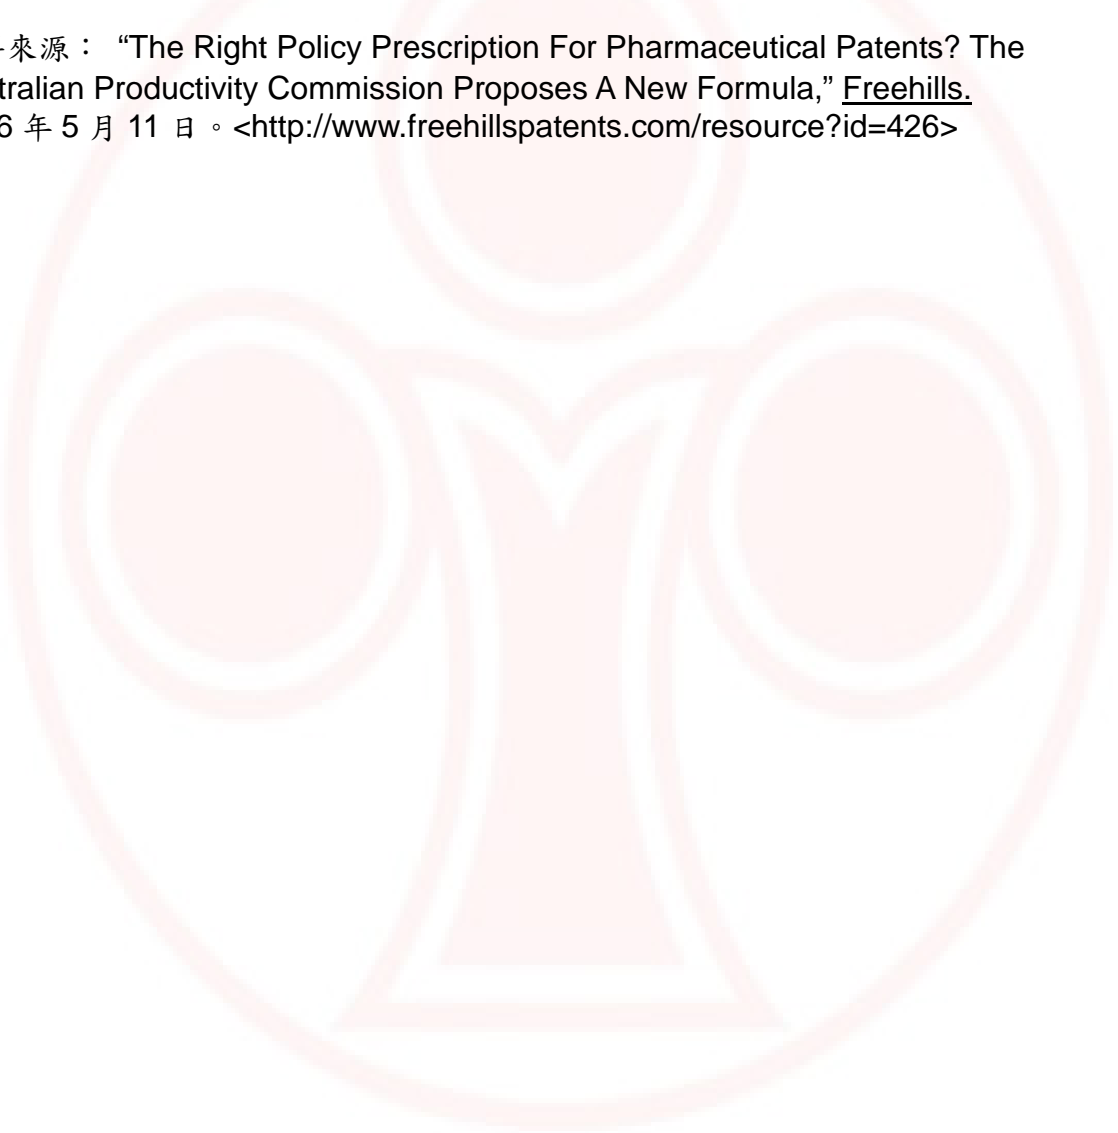 來源： “The Right Policy Prescription For Pharmaceutical Patents? The
tralian Productivity Commission Proposes A New Formula,” Freehills.
6 年 5 月 11 日。<http://www.freehillspatents.com/resource?id=426>